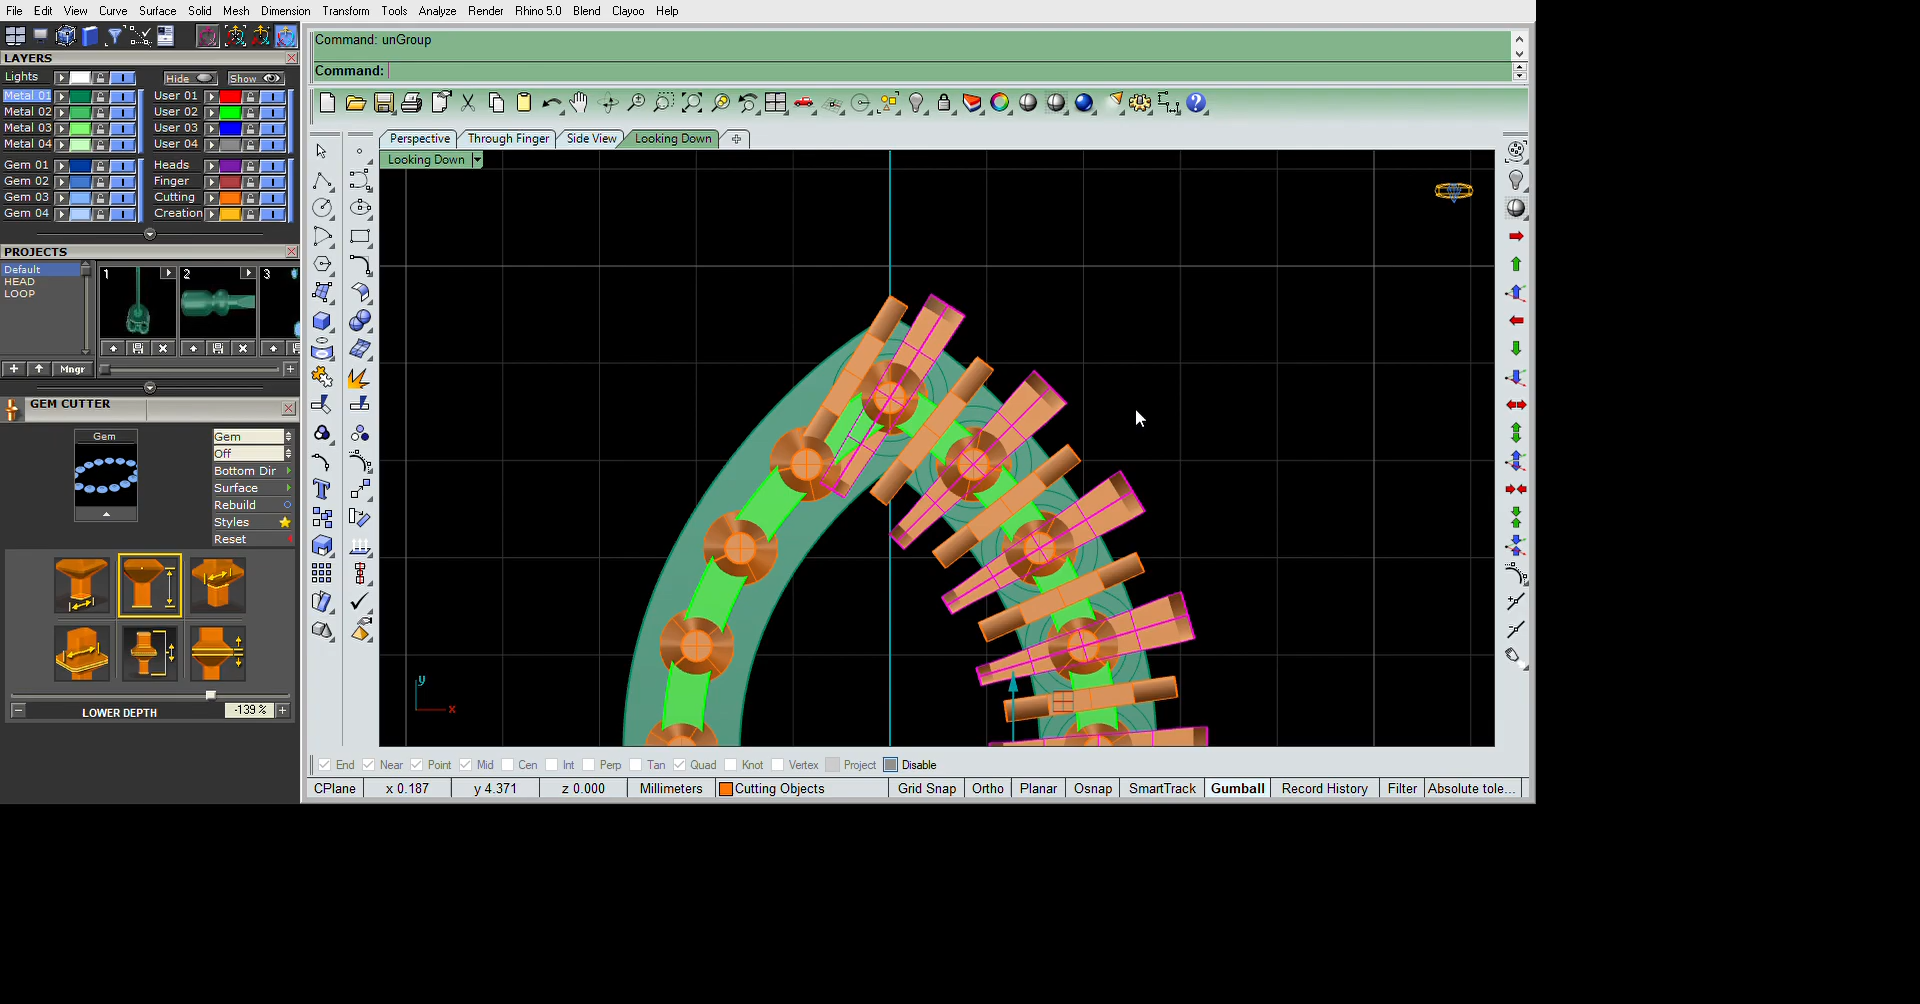 File Edit View Curve Surface Solid Mesh Dimension Transform Tools Analyze Render Rhino 5.0 Blend Clayoo Help
Command: unGroup
Command:
LAYERS
Lights Hide Show
Metal 01 User 01
Metal 02 User 02
Metal 03 User 03
Metal 04 User 04
Gem 01 Heads
Gem 02 Finger
Gem 03 Cutting
Gem 04 Creation
PROJECTS
Default
HEAD
LOOP
1 2 3
+ Mngr +
GEM CUTTER
Gem
Gem
Off
Bottom Dir
Surface
Rebuild
Styles
Reset
LOWER DEPTH -139 %
Perspective Through Finger Side View Looking Down
Looking Down
y
x
End Near Point Mid Cen Int Perp Tan Quad Knot Vertex Project Disable
CPlane x 0.187 y 4.371 z 0.000 Millimeters Cutting Objects Grid Snap Ortho Planar Osnap SmartTrack Gumball Record History Filter Absolute tole...